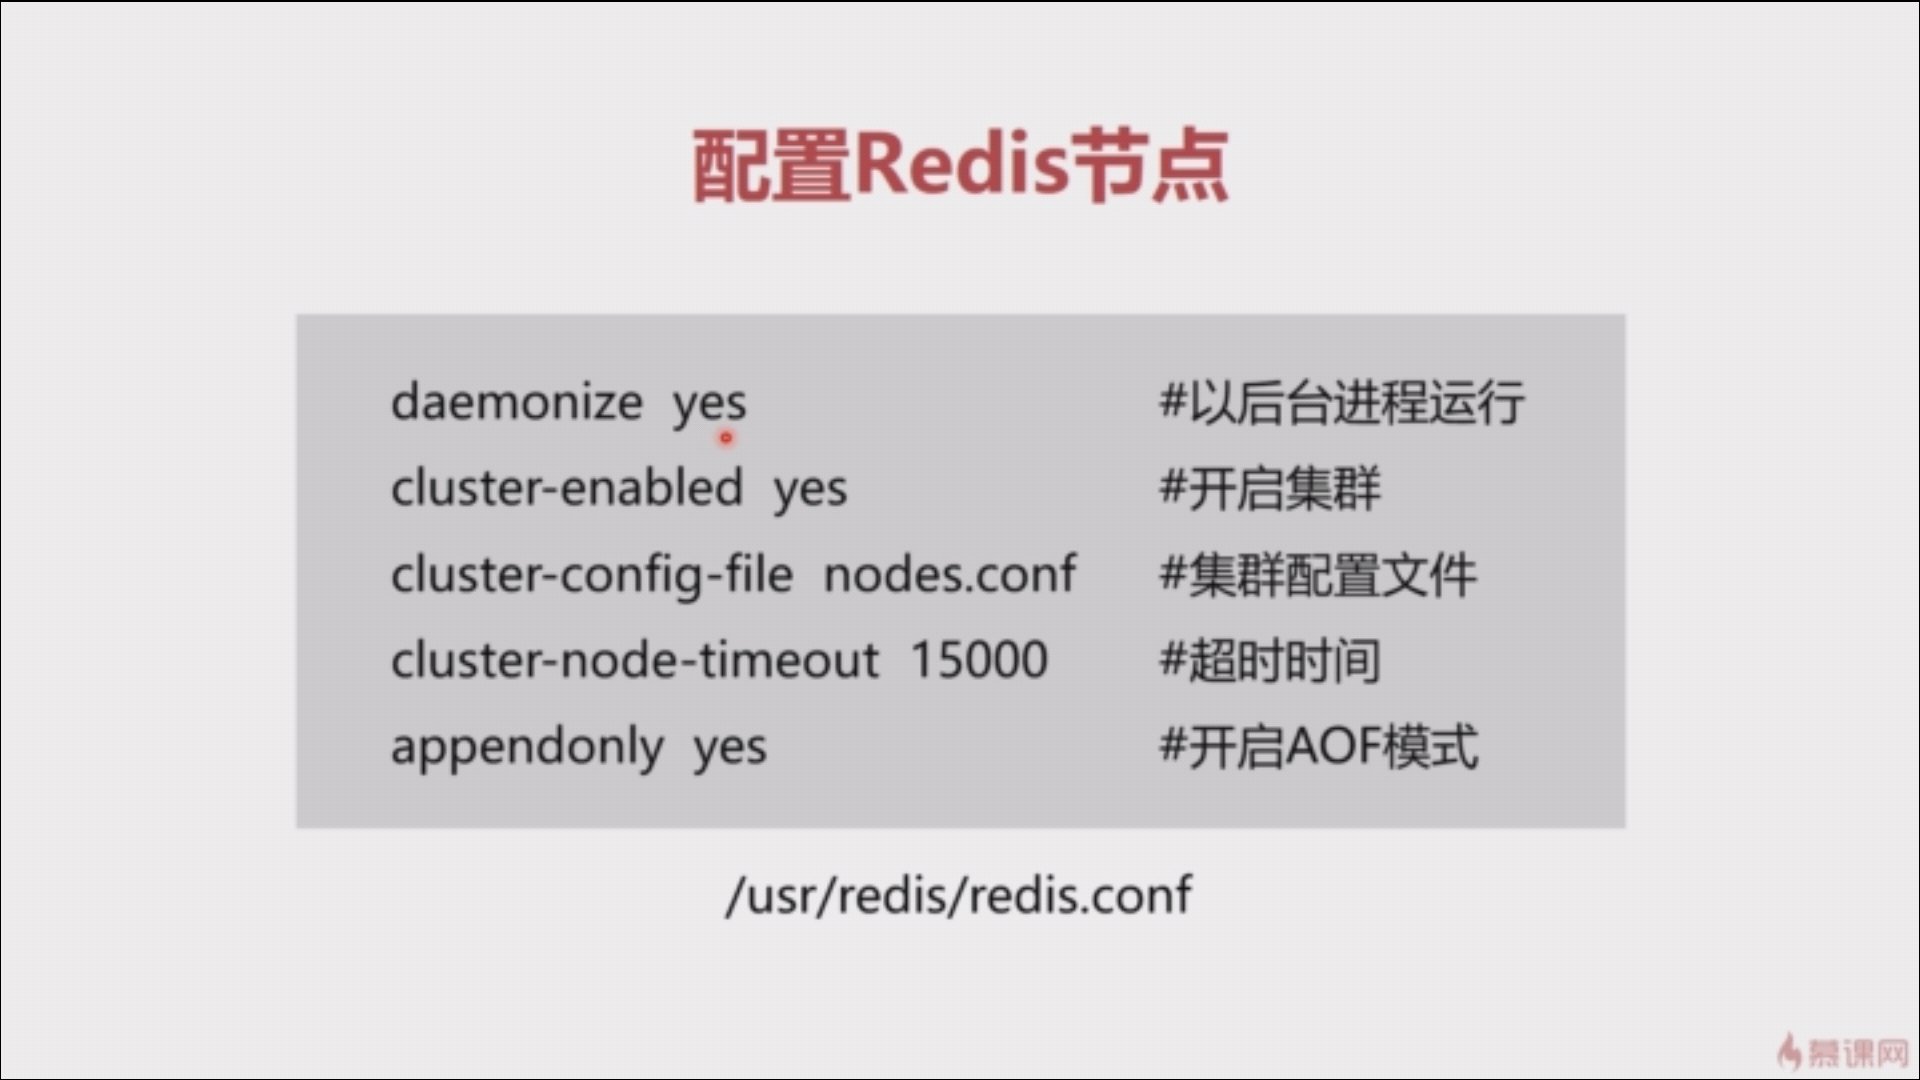 配置Redis节点
daemonize yes #以后台进程运行
cluster-enabled yes #开启集群
cluster-config-file nodes.conf #集群配置文件
cluster-node-timeout 15000 #超时时间
appendonly yes #开启AOF模式
/usr/redis/redis.conf
慕课网